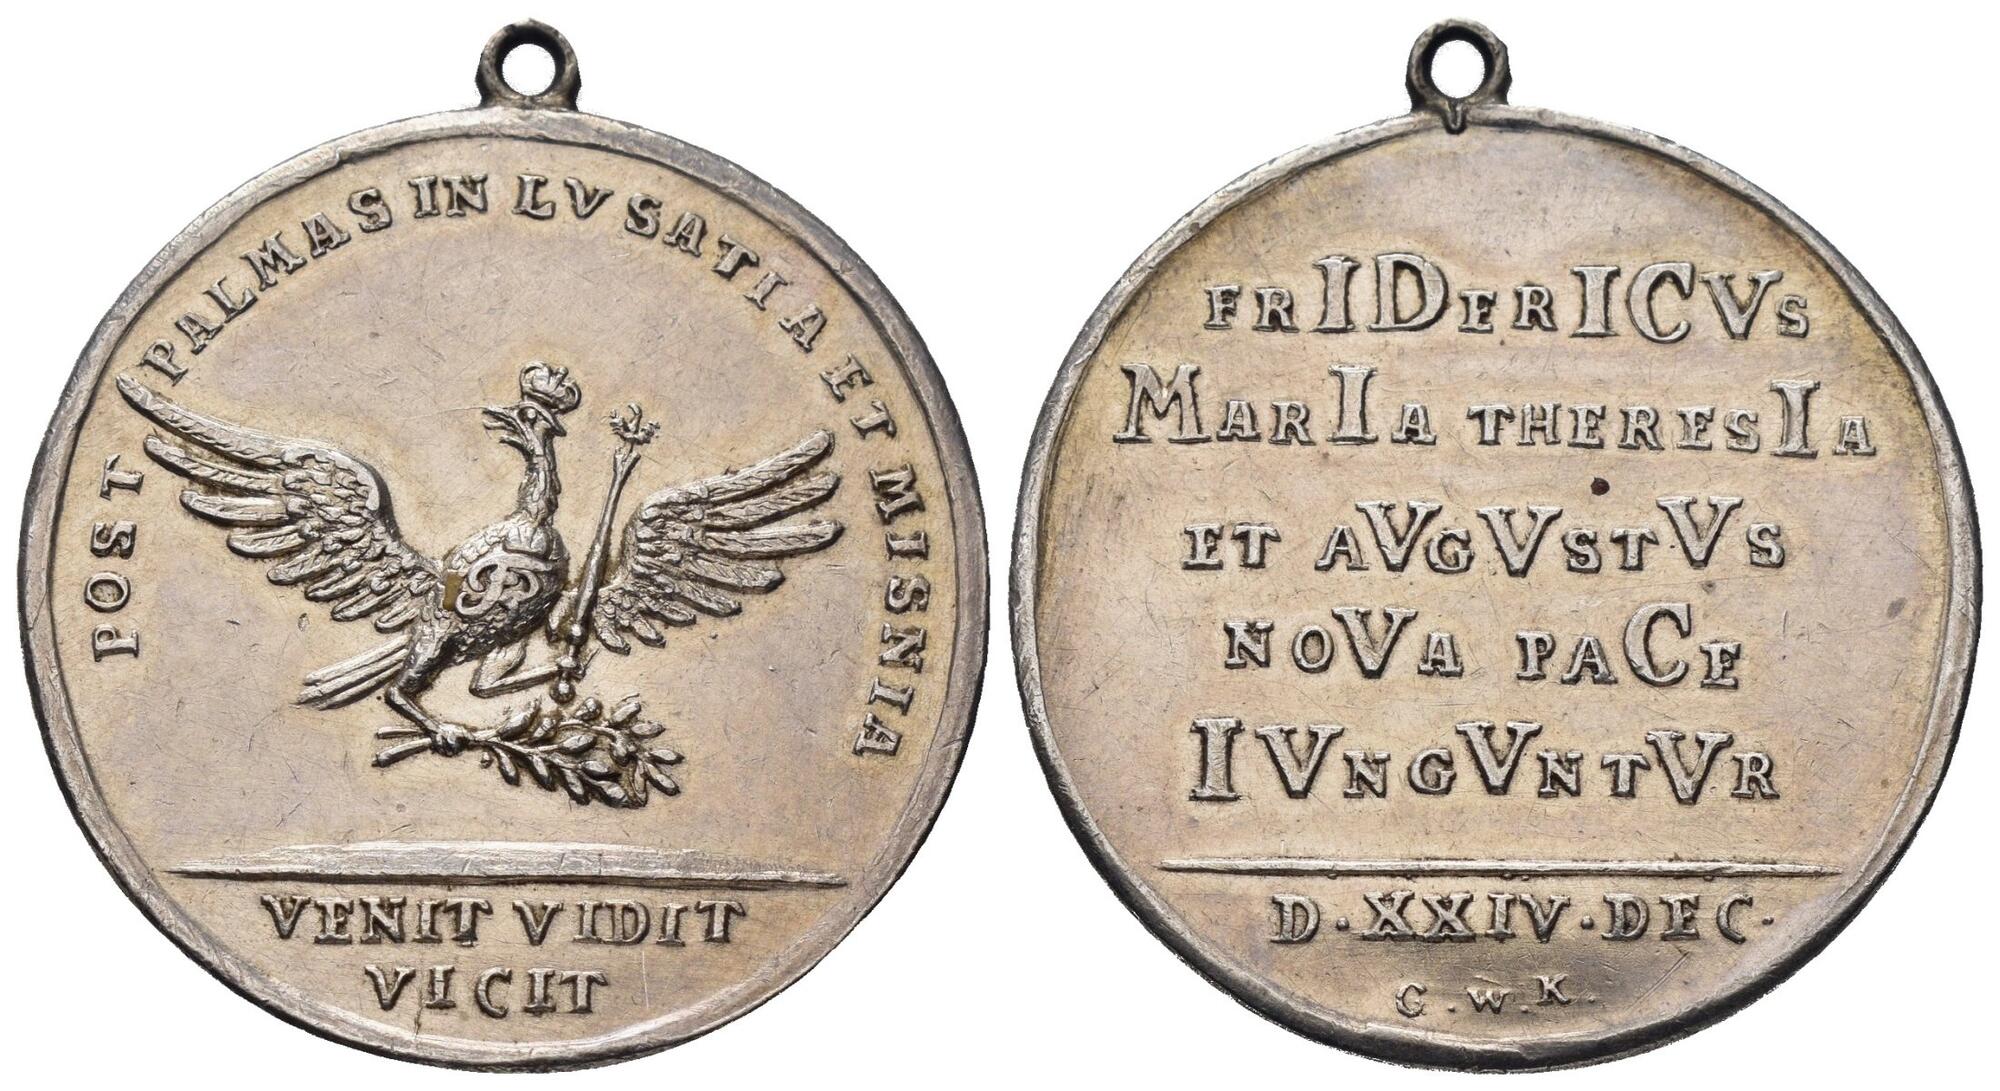 POST PALMAS IN LVSATIA ET MISNIA
FR
VENIT VIDIT
VICIT
FRIDERICVS
MARIA THERESIA
ET AVGVSTVS
NOVA PACE
IVNGVNTVR
D·XXIV·DEC·
G.W.K.